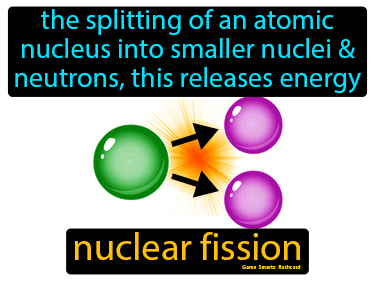 the splitting of an atomic
nucleus into smaller nuclei &
neutrons, this releases energy
nuclear fission
Game Smartz flashcard